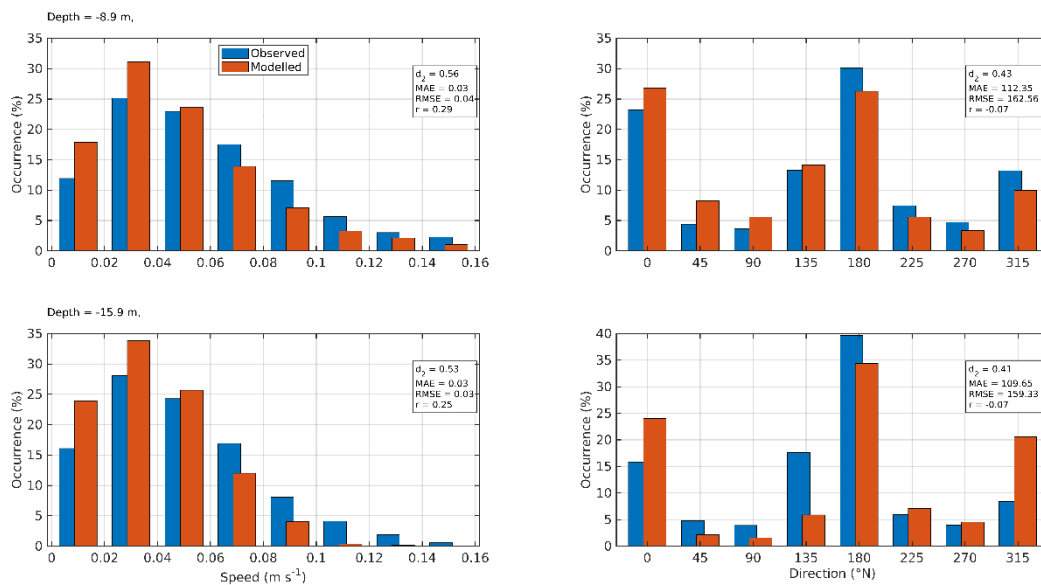 Depth = -8.9 m,
Occurrence (%)
35
30
25
20
15
10
5
0
0 0.02 0.04 0.06 0.08 0.1 0.12 0.14 0.16
Observed
Modelled
d2 = 0.56
MAE = 0.03
RMSE = 0.04
r = 0.29
Occurrence (%)
35
30
25
20
15
10
5
0
0 45 90 135 180 225 270 315
d2 = 0.43
MAE = 112.35
RMSE = 162.56
r = -0.07
Depth = -15.9 m,
Occurrence (%)
35
30
25
20
15
10
5
0
0 0.02 0.04 0.06 0.08 0.1 0.12 0.14 0.16
Speed (m s-1)
d2 = 0.53
MAE = 0.03
RMSE = 0.03
r = 0.25
Occurrence (%)
40
35
30
25
20
15
10
5
0
0 45 90 135 180 225 270 315
Direction (°N)
d2 = 0.41
MAE = 109.65
RMSE = 159.33
r = -0.07